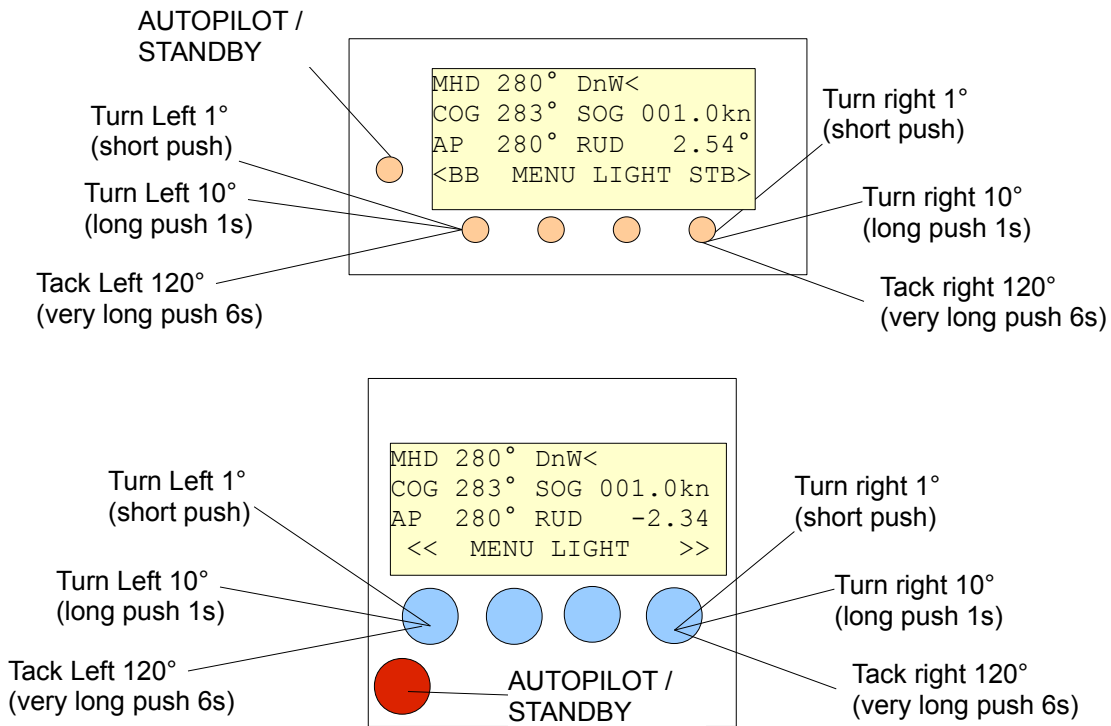 AUTOPILOT /
STANDBY
Turn Left 1°
(short push)
Turn Left 10°
(long push 1s)
Tack Left 120°
(very long push 6s)
MHD 280° DnW<
COG 283° SOG 001.0kn
AP 280° RUD 2.54°
<BB MENU LIGHT STB>
Turn right 1°
(short push)
Turn right 10°
(long push 1s)
Tack right 120°
(very long push 6s)
Turn Left 1°
(short push)
Turn Left 10°
(long push 1s)
Tack Left 120°
(very long push 6s)
MHD 280° DnW<
COG 283° SOG 001.0kn
AP 280° RUD -2.34
<< MENU LIGHT >>
AUTOPILOT /
STANDBY
Turn right 1°
(short push)
Turn right 10°
(long push 1s)
Tack right 120°
(very long push 6s)